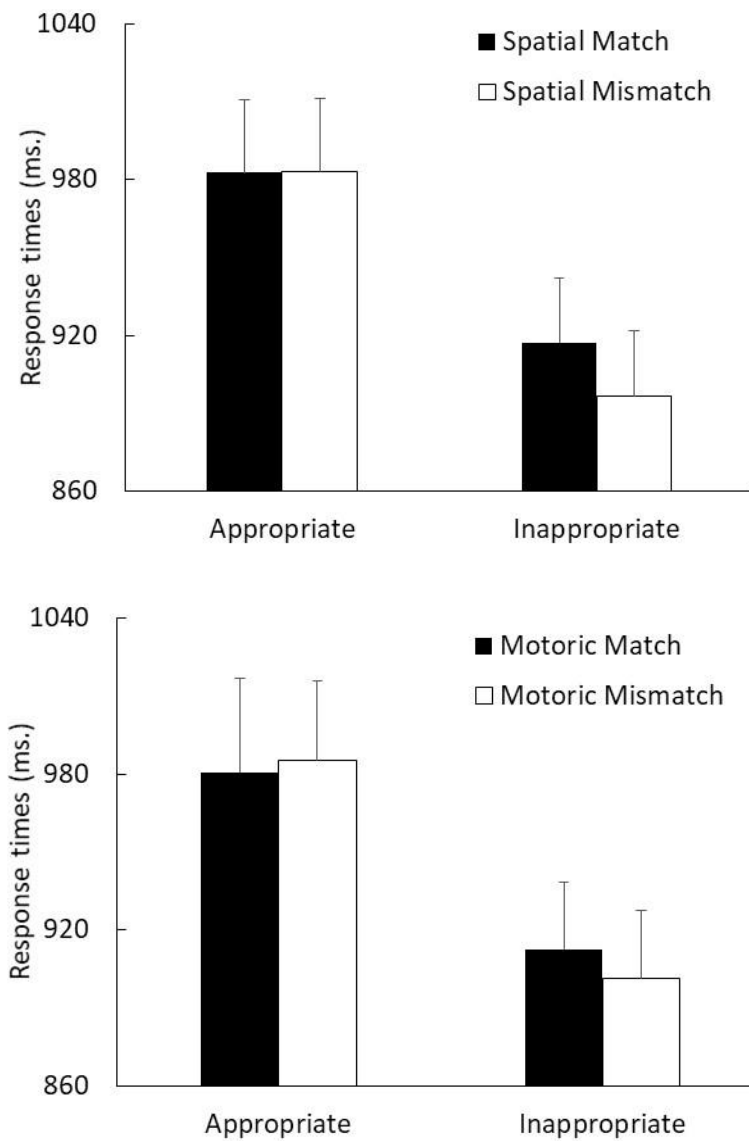 1040
Spatial Match
Spatial Mismatch
980
Response times (ms.)
920
860
Appropriate Inappropriate
1040
Motoric Match
Motoric Mismatch
980
Response times (ms.)
920
860
Appropriate Inappropriate